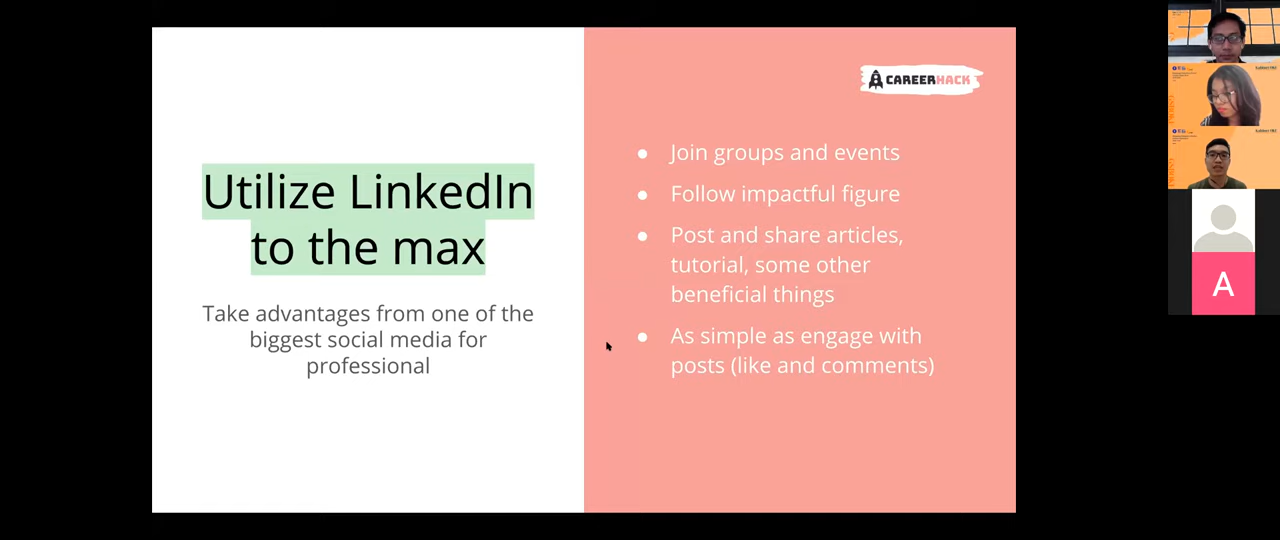 Utilize LinkedIn
to the max
Take advantages from one of the
biggest social media for
professional
CAREERHACK
Join groups and events
Follow impactful figure
Post and share articles,
tutorial, some other
beneficial things
As simple as engage with
posts (like and comments)
A